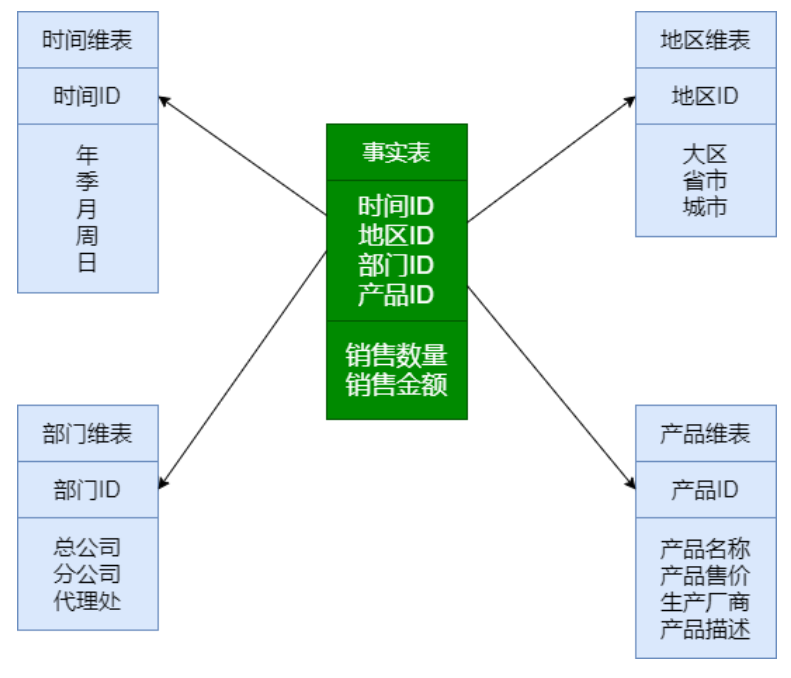 时间维表
时间ID
年
季
月
周
日
地区维表
地区ID
大区
省市
城市
事实表
时间ID
地区ID
部门ID
产品ID
销售数量
销售金额
部门维表
部门ID
总公司
分公司
代理处
产品维表
产品ID
产品名称
产品售价
生产厂商
产品描述